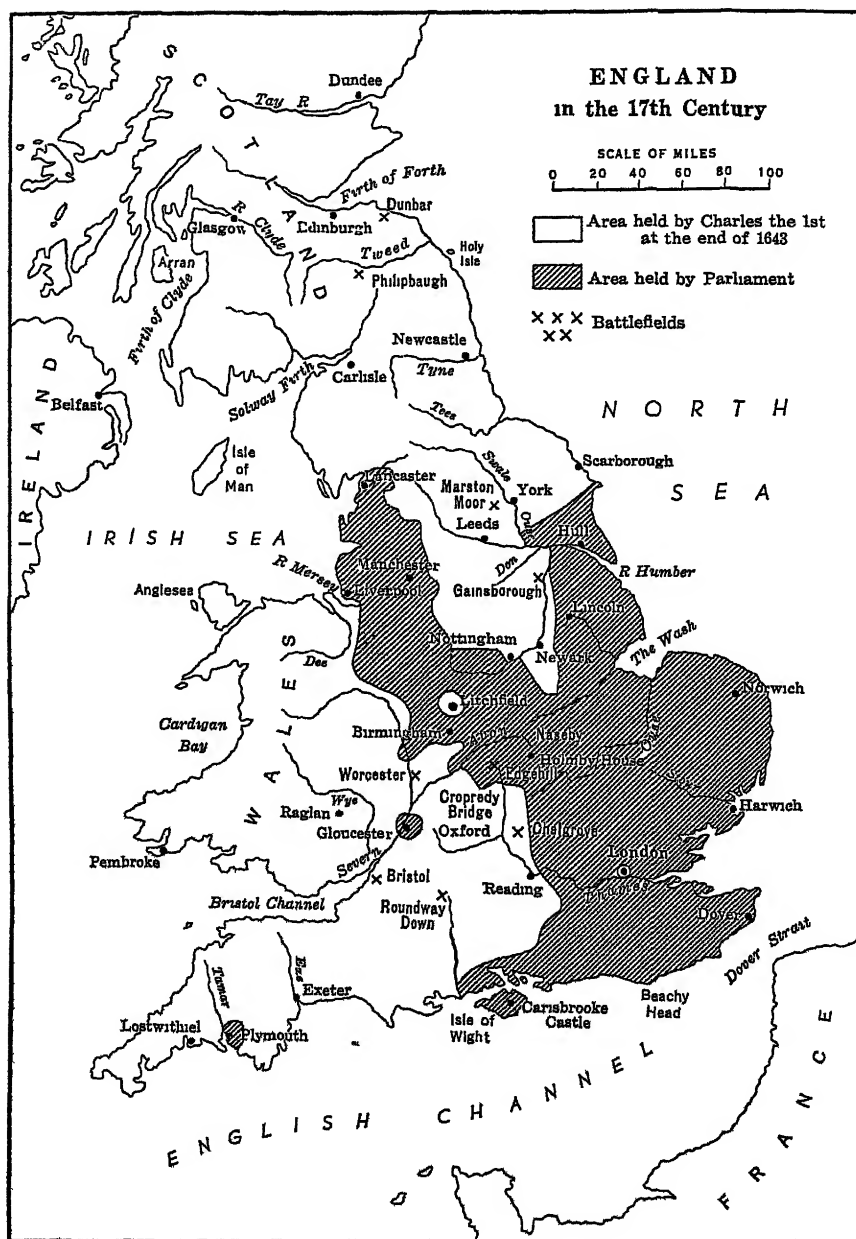 ENGLAND
in the 17th Century
SCALE OF MILES
0 20 40 60 80 100
Area held by Charles the 1st
at the end of 1643
Area held by Parliament
Battlefields
SCOTLAND
Dundee
Tay R
Firth of Forth
Dunbar
Edinburgh
Glasgow
R Clyde
Tweed
Holy
Isle
Arran
Philipbaugh
Firth of Clyde
Newcastle
Tyne
Carlisle
Solway Firth
IRELAND
Belfast
Tees
NORTH
SEA
Isle
of
Man
Scarborough
Swale
Lancaster
Marston
Moor
York
Leeds
Ouse
Hull
IRISH SEA
Don
R Mersey
Manchester
Liverpool
R Humber
Anglesea
Gainsborough
Lincoln
Nottingham
Newark
The Wash
Dee
WALES
Litchfield
Norwich
Cardigan
Bay
Birmingham
Naseby
Ouse
Holmby House
Edgehill
Worcester
Cropredy
Bridge
Harwich
Wye
Raglan
Oxford
Chelgrove
Gloucester
London
Pembroke
Severn
Reading
Thames
Bristol
Bristol Channel
Roundway
Down
Dover
Dover Strait
Exe
Tamar
Exeter
Carisbrooke
Castle
Beachy
Head
Isle of
Wight
Lostwithiel
Plymouth
ENGLISH CHANNEL
FRANCE